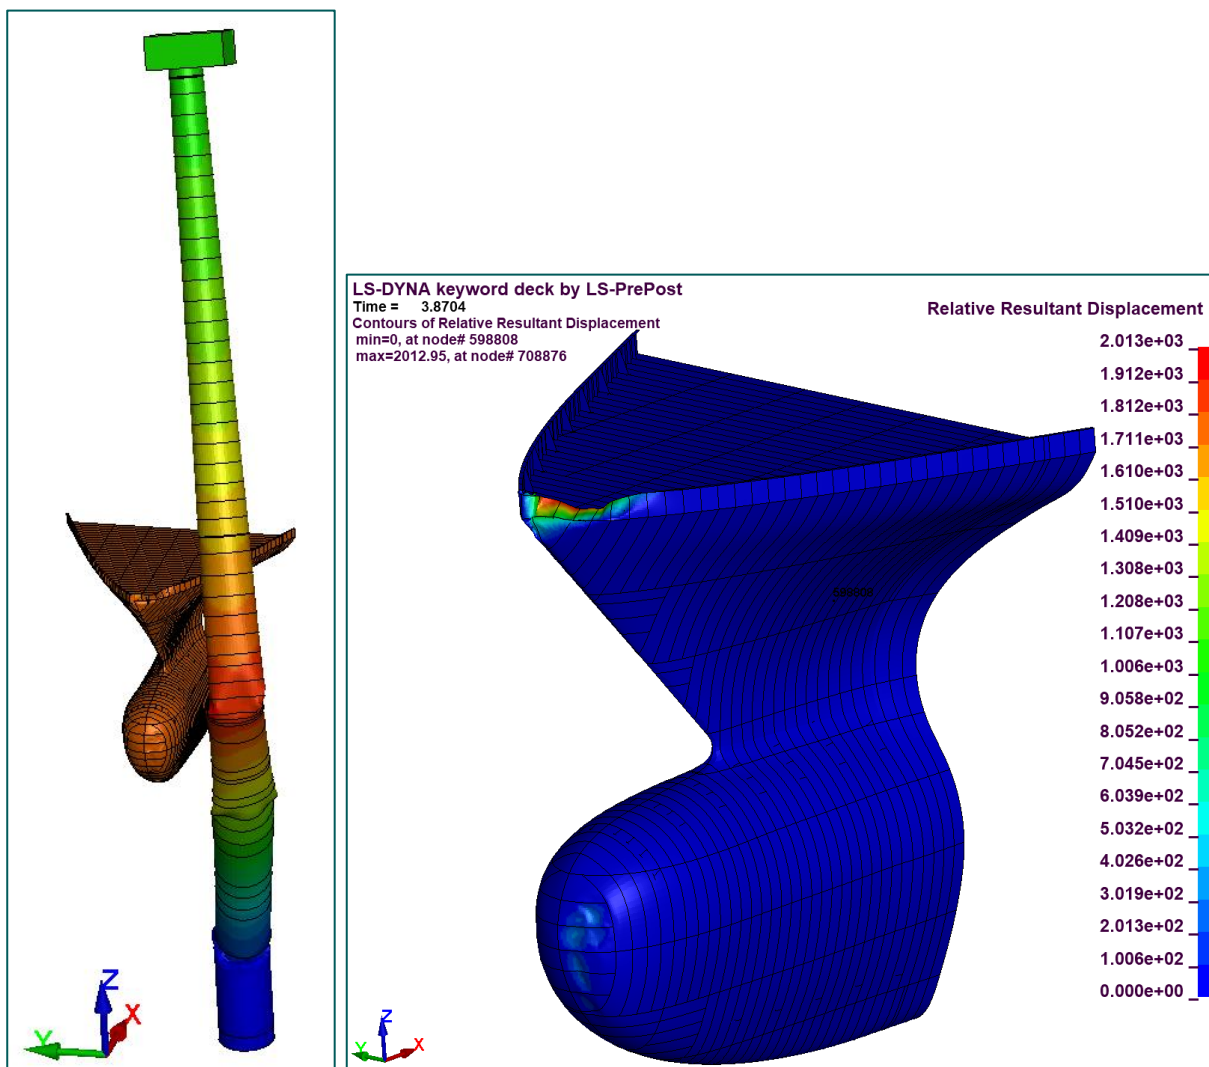 Z
X
Y
LS-DYNA keyword deck by LS-PrePost
Time = 3.8704
Contours of Relative Resultant Displacement
min=0, at node# 598808
max=2012.95, at node# 708876
Relative Resultant Displacement
2.013e+03
1.912e+03
1.812e+03
1.711e+03
1.610e+03
1.510e+03
1.409e+03
1.308e+03
1.208e+03
1.107e+03
1.006e+03
9.058e+02
8.052e+02
7.045e+02
6.039e+02
5.032e+02
4.026e+02
3.019e+02
2.013e+02
1.006e+02
0.000e+00
598808
Z
Y
X